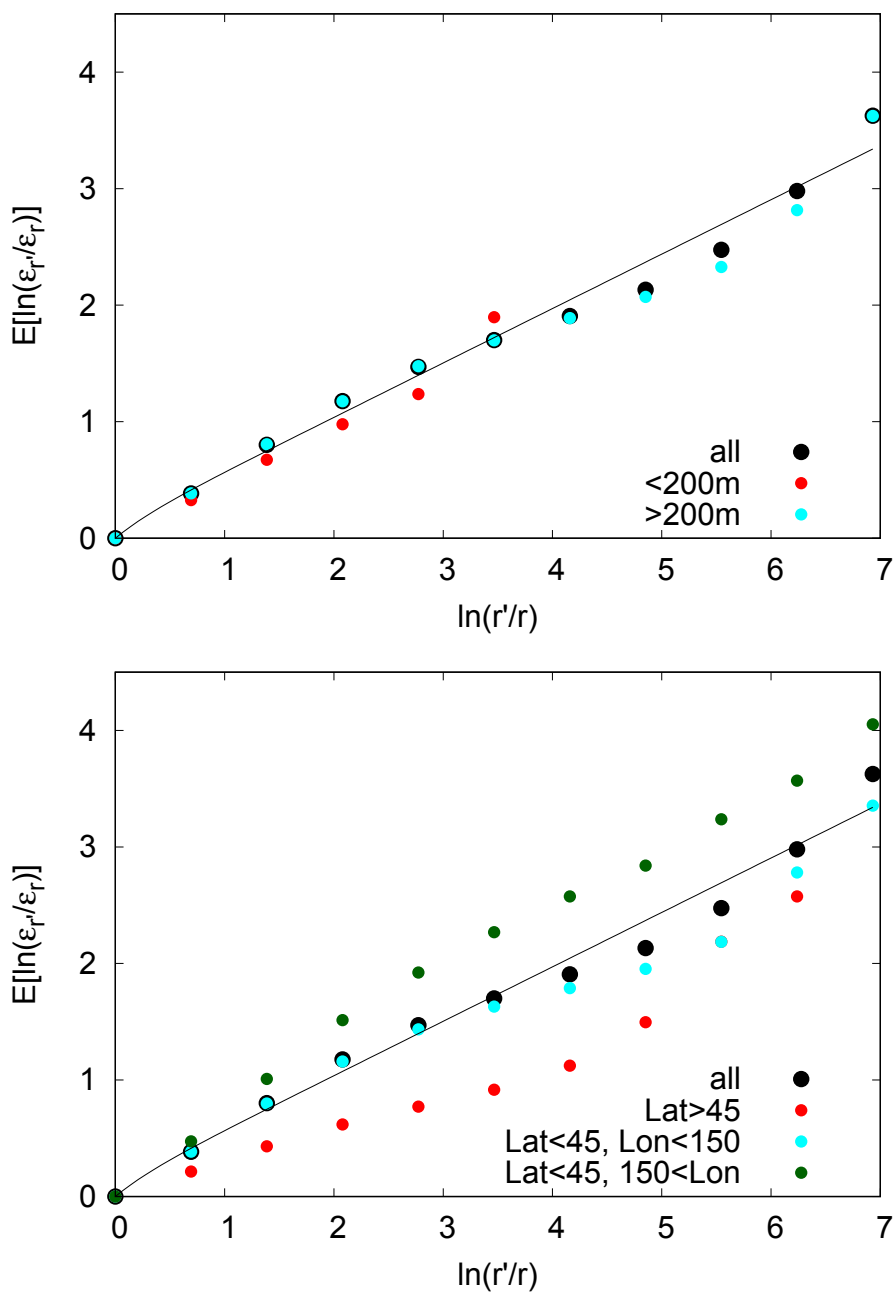 4
3
2
1
0
E[ln(εr'/εr)]
all
<200m
>200m
0 1 2 3 4 5 6 7
ln(r'/r)
4
3
2
1
0
E[ln(εr'/εr)]
all
Lat>45
Lat<45, Lon<150
Lat<45, 150<Lon
0 1 2 3 4 5 6 7
ln(r'/r)